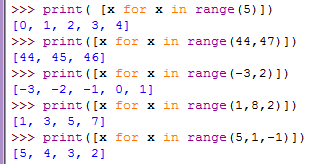 >>> print( [x for x in range(5)])
[0, 1, 2, 3, 4]
>>> print([x for x in range(44,47)])
[44, 45, 46]
>>> print([x for x in range(-3,2)])
[-3, -2, -1, 0, 1]
>>> print([x for x in range(1,8,2)])
[1, 3, 5, 7]
>>> print([x for x in range(5,1,-1)])
[5, 4, 3, 2]